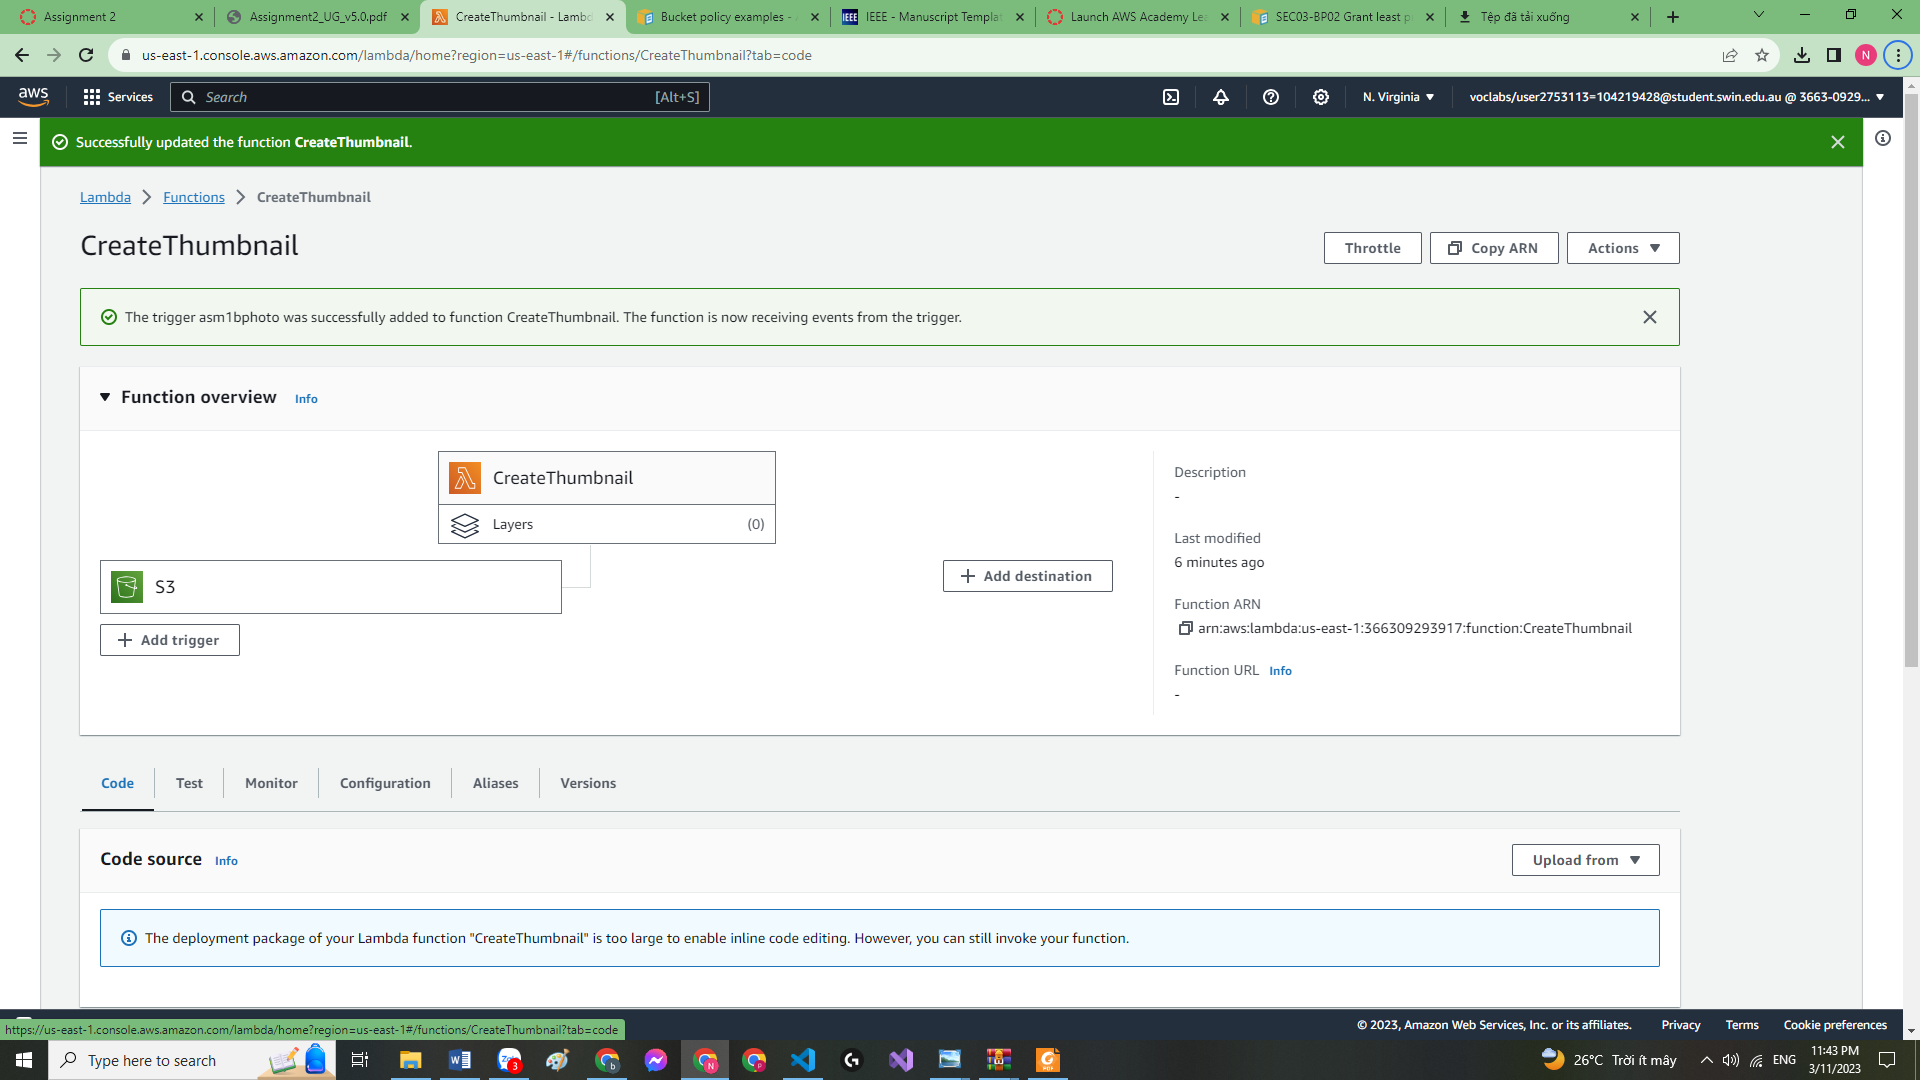 Assignment 2
Assignment2_UG_v5.0.pdf
CreateThumbnail - Lambd
Bucket policy examples -
IEEE - Manuscript Templat
Launch AWS Academy Lea
SEC03-BP02 Grant least p
Tệp đã tải xuống
us-east-1.console.aws.amazon.com/lambda/home?region=us-east-1#/functions/CreateThumbnail?tab=code
N
aws
Services
Search
[Alt+S]
N. Virginia
voclabs/user2753113=104219428@student.swin.edu.au @ 3663-0929...
Successfully updated the function CreateThumbnail.
Lambda
Functions
CreateThumbnail
CreateThumbnail
Throttle
Copy ARN
Actions
The trigger asm1bphoto was successfully added to function CreateThumbnail. The function is now receiving events from the trigger.
Function overview
Info
CreateThumbnail
Layers
(0)
S3
Add trigger
Add destination
Description
-
Last modified
6 minutes ago
Function ARN
arn:aws:lambda:us-east-1:366309293917:function:CreateThumbnail
Function URL
Info
-
Code
Test
Monitor
Configuration
Aliases
Versions
Code source
Info
Upload from
The deployment package of your Lambda function "CreateThumbnail" is too large to enable inline code editing. However, you can still invoke your function.
https://us-east-1.console.aws.amazon.com/lambda/home?region=us-east-1#/functions/CreateThumbnail?tab=code
© 2023, Amazon Web Services, Inc. or its affiliates.
Privacy
Terms
Cookie preferences
Type here to search
26°C Trời ít mây
ENG
11:43 PM
3/11/2023